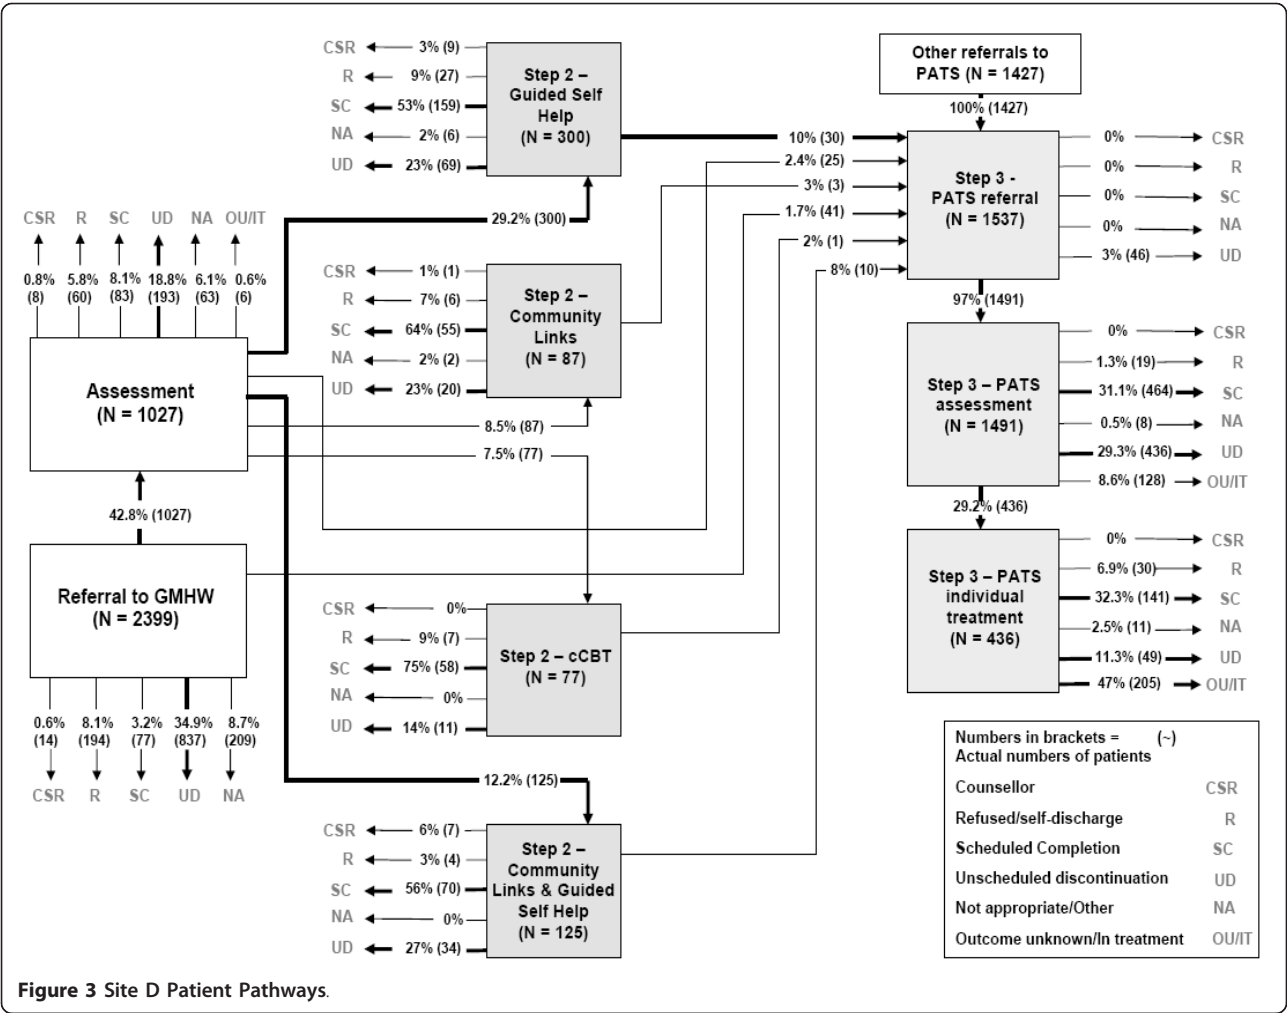 CSR 3% (9)
R 9% (27)
SC 53% (159)
NA 2% (6)
UD 23% (69)
Step 2 –
Guided Self
Help
(N = 300)
Other referrals to
PATS (N = 1427)
100% (1427)
10% (30)
2.4% (25)
3% (3)
1.7% (41)
2% (1)
8% (10)
Step 3 -
PATS referral
(N = 1537)
0% CSR
0% R
0% SC
0% NA
3% (46) UD
29.2% (300)
CSR R SC UD NA OU/IT
0.8% 5.8% 8.1% 18.8% 6.1% 0.6%
(8) (60) (83) (193) (63) (6)
Assessment
(N = 1027)
CSR 1% (1)
R 7% (6)
SC 64% (55)
NA 2% (2)
UD 23% (20)
Step 2 –
Community
Links
(N = 87)
8.5% (87)
7.5% (77)
97% (1491)
Step 3 – PATS
assessment
(N = 1491)
0% CSR
1.3% (19) R
31.1% (464) SC
0.5% (8) NA
29.3% (436) UD
8.6% (128) OU/IT
29.2% (436)
42.8% (1027)
Referral to GMHW
(N = 2399)
0.6% 8.1% 3.2% 34.9% 8.7%
(14) (194) (77) (837) (209)
CSR R SC UD NA
CSR 0%
R 9% (7)
SC 75% (58)
NA 0%
UD 14% (11)
Step 2 – cCBT
(N = 77)
Step 3 – PATS
individual
treatment
(N = 436)
0% CSR
6.9% (30) R
32.3% (141) SC
2.5% (11) NA
11.3% (49) UD
47% (205) OU/IT
12.2% (125)
CSR 6% (7)
R 3% (4)
SC 56% (70)
NA 0%
UD 27% (34)
Step 2 –
Community
Links & Guided
Self Help
(N = 125)
Numbers in brackets = (~)
Actual numbers of patients
Counsellor CSR
Refused/self-discharge R
Scheduled Completion SC
Unscheduled discontinuation UD
Not appropriate/Other NA
Outcome unknown/In treatment OU/IT
Figure 3 Site D Patient Pathways.